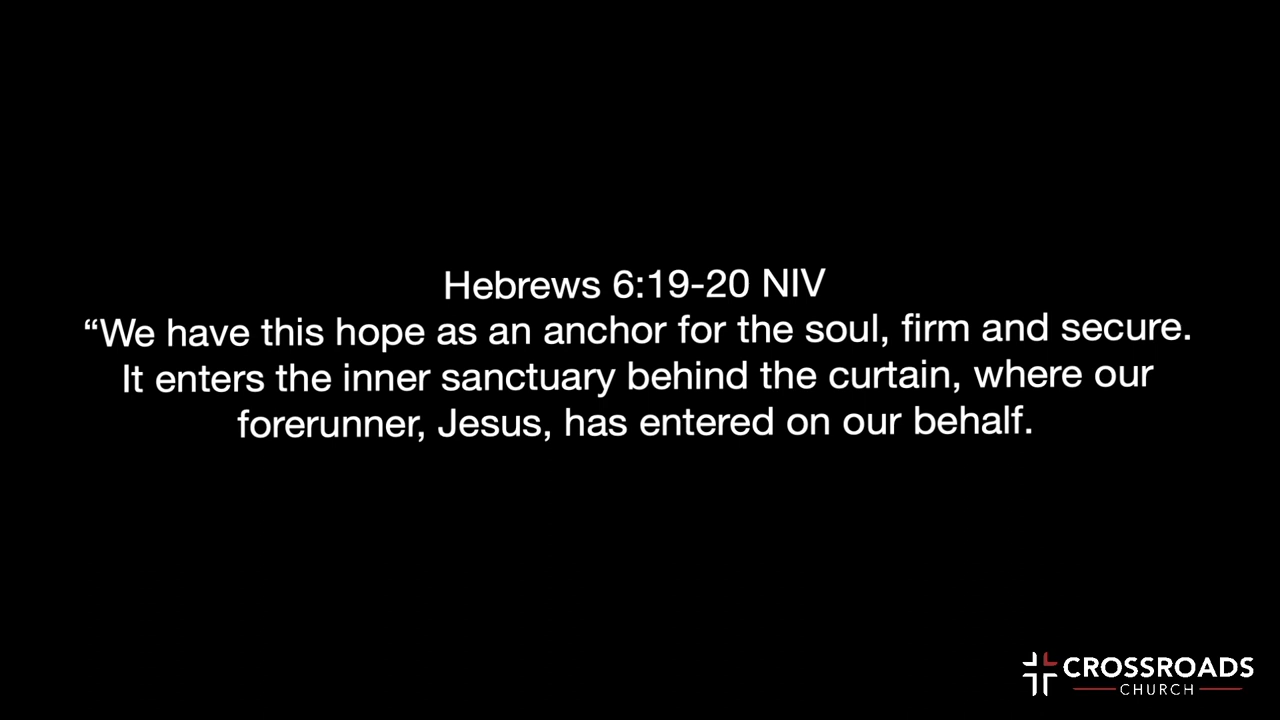 Hebrews 6:19-20 NIV
“We have this hope as an anchor for the soul, firm and secure.
It enters the inner sanctuary behind the curtain, where our
forerunner, Jesus, has entered on our behalf.
CROSSROADS
CHURCH